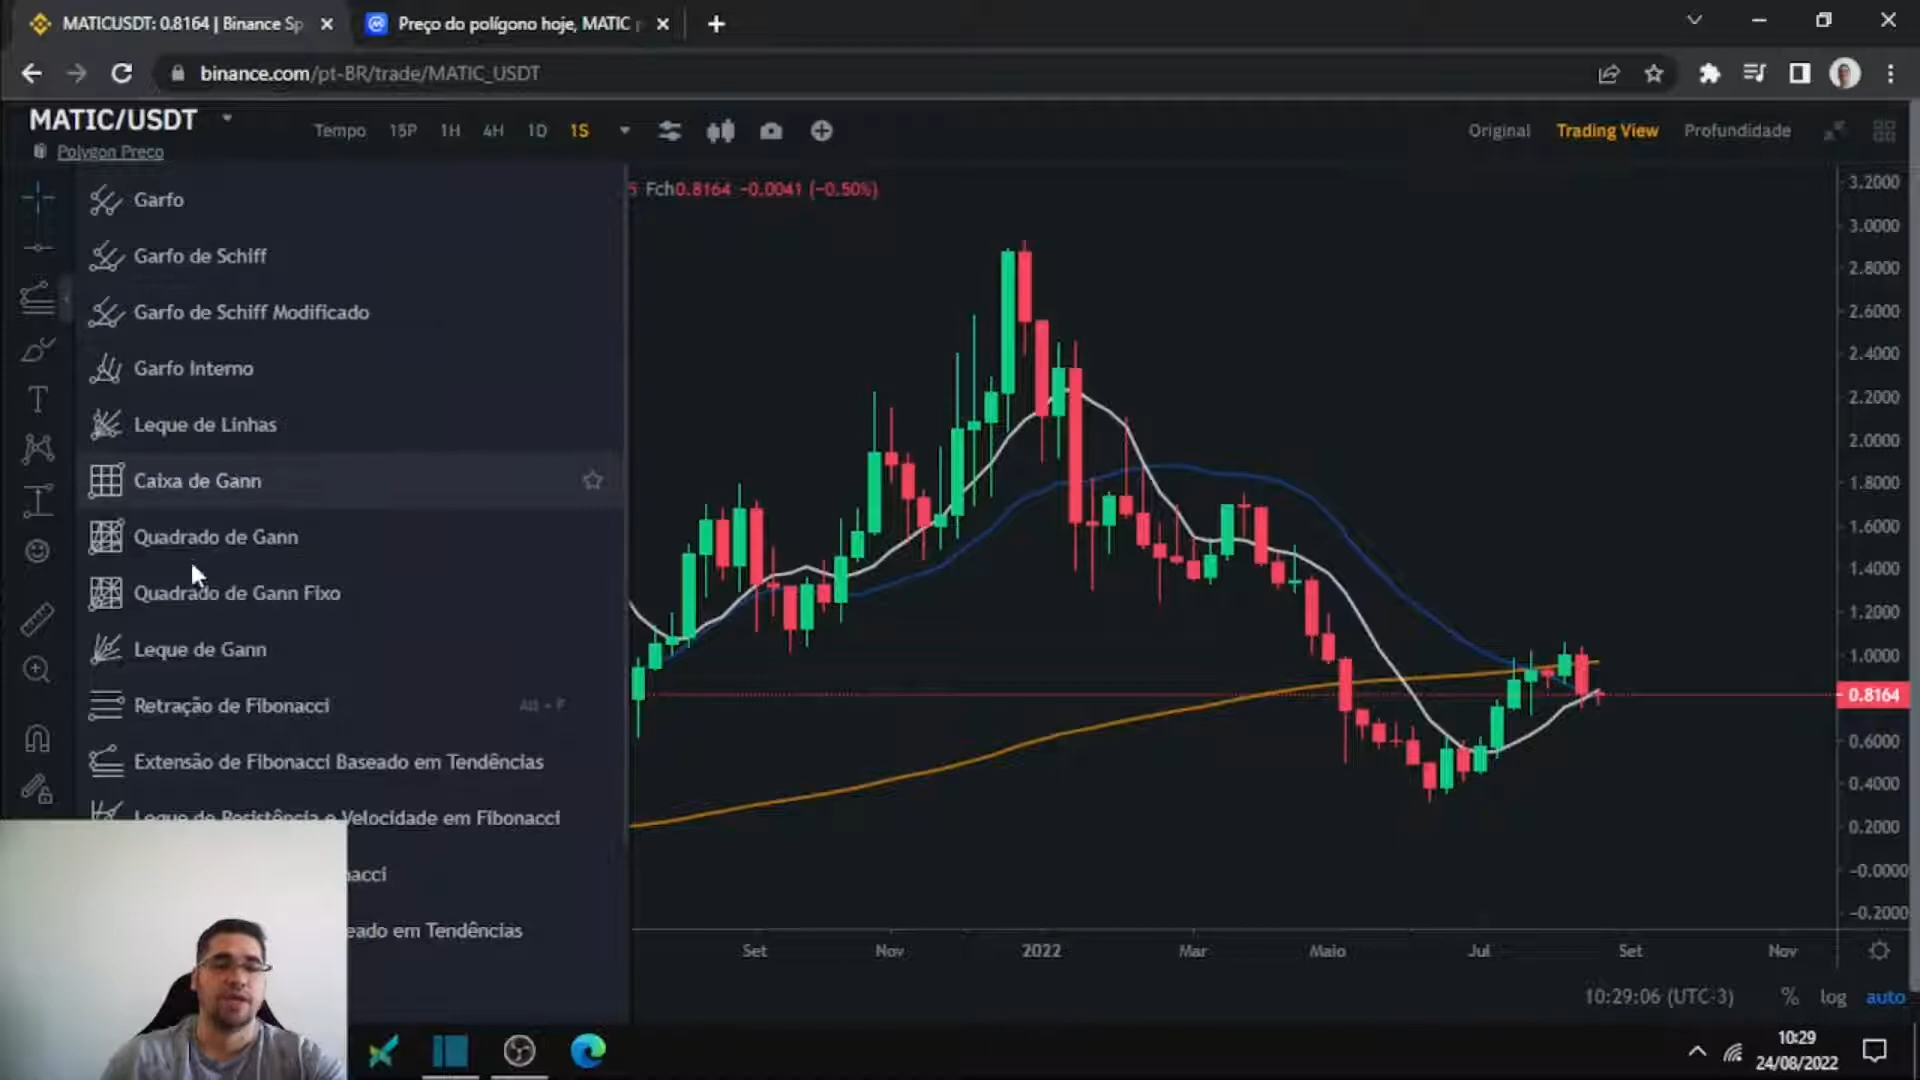 MATICUSDT: 0.8164 | Binance Sp
Preço do polígono hoje, MATIC
binance.com/pt-BR/trade/MATIC_USDT
MATIC/USDT
Polygon Preço
Tempo 15P 1H 4H 1D 1S
Original Trading View Profundidade
Fch0.8164 -0.0041 (-0.50%)
Garfo
Garfo de Schiff
Garfo de Schiff Modificado
Garfo Interno
Leque de Linhas
Caixa de Gann
Quadrado de Gann
Quadrado de Gann Fixo
Leque de Gann
Retração de Fibonacci Alt + F
Extensão de Fibonacci Baseado em Tendências
Leque de Resistência e Velocidade em Fibonacci
nacci
eado em Tendências
3.2000
3.0000
2.8000
2.6000
2.4000
2.2000
2.0000
1.8000
1.6000
1.4000
1.2000
1.0000
0.8164
0.6000
0.4000
0.2000
-0.0000
-0.2000
Set Nov 2022 Mar Maio Jul Set Nov
10:29:06 (UTC-3) % log auto
10:29
24/08/2022